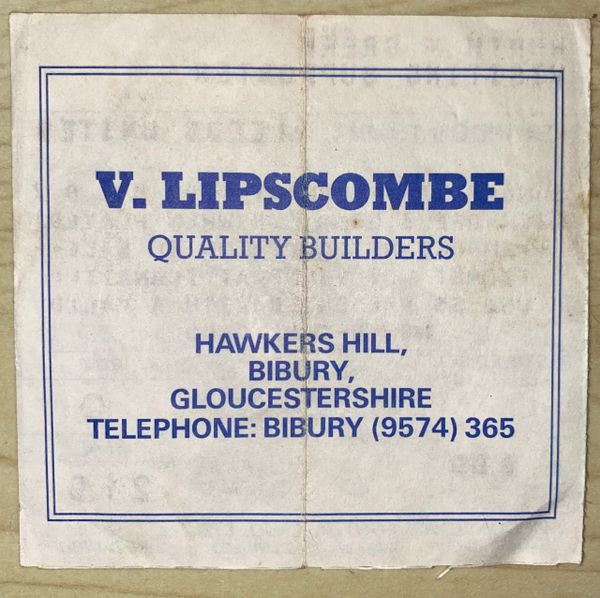 V. LIPSCOMBE
QUALITY BUILDERS
HAWKERS HILL,
BIBURY,
GLOUCESTERSHIRE
TELEPHONE: BIBURY (9574) 365